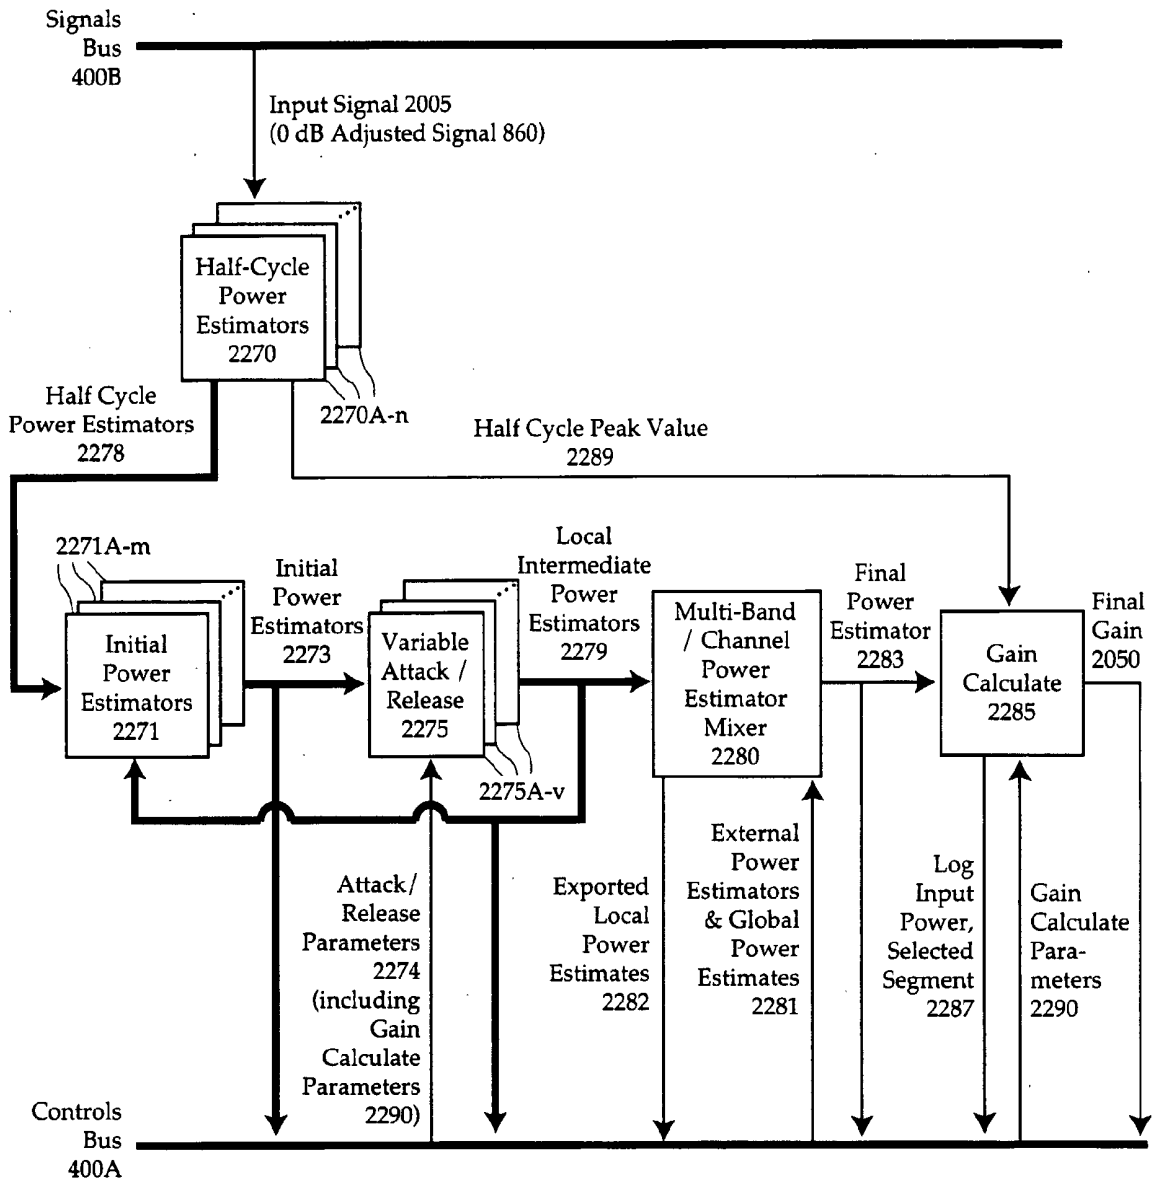 Signals
Bus
400B
Input Signal 2005
(0 dB Adjusted Signal 860)
Half-Cycle
Power
Estimators
2270
2270A-n
Half Cycle
Power Estimators
2278
Half Cycle Peak Value
2289
2271A-m
Initial
Power
Estimators
2271
Initial
Power
Estimators
2273
Variable
Attack /
Release
2275
2275A-v
Local
Intermediate
Power
Estimators
2279
Multi-Band
/ Channel
Power
Estimator
Mixer
2280
Final
Power
Estimator
2283
Gain
Calculate
2285
Final
Gain
2050
Attack/
Release
Parameters
2274
(including
Gain
Calculate
Parameters
2290)
Exported
Local
Power
Estimates
2282
External
Power
Estimators
& Global
Power
Estimates
2281
Log
Input
Power,
Selected
Segment
2287
Gain
Calculate
Para-
meters
2290
Controls
Bus
400A